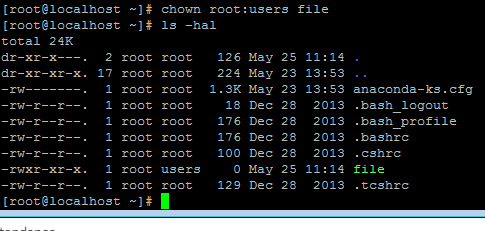 [root@localhost ~]# chown root:users file
[root@localhost ~]# ls -hal
total 24K
dr-xr-x---.  2 root root   126 May 25 11:14 .
dr-xr-xr-x. 17 root root   224 May 23 13:53 ..
-rw-------.  1 root root  1.3K May 23 13:53 anaconda-ks.cfg
-rw-r--r--.  1 root root    18 Dec 28  2013 .bash_logout
-rw-r--r--.  1 root root   176 Dec 28  2013 .bash_profile
-rw-r--r--.  1 root root   176 Dec 28  2013 .bashrc
-rw-r--r--.  1 root root   100 Dec 28  2013 .cshrc
-rwxr-xr-x.  1 root users    0 May 25 11:14 file
-rw-r--r--.  1 root root   129 Dec 28  2013 .tcshrc
[root@localhost ~]#